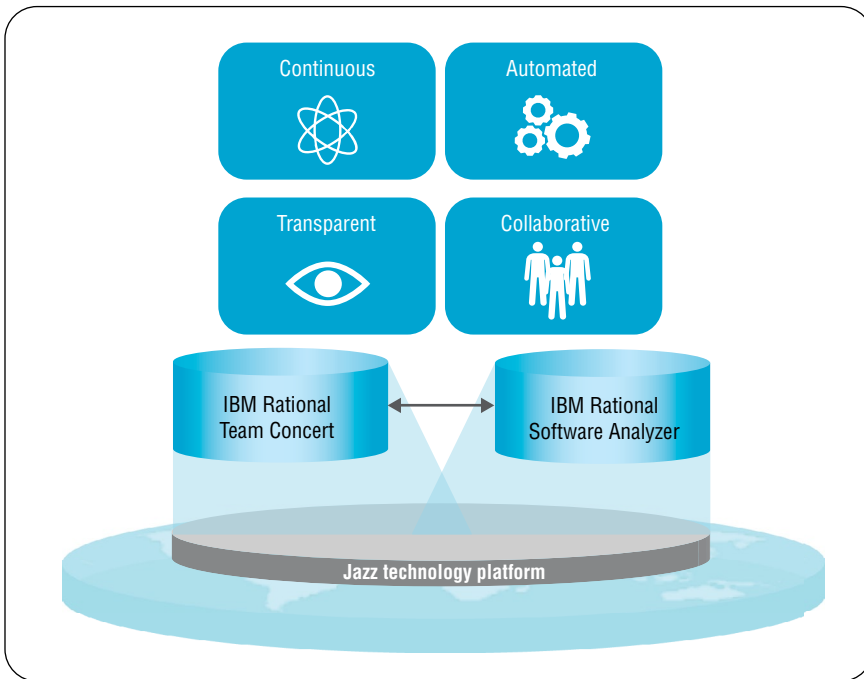 Continuous
Automated
Transparent
Collaborative
IBM Rational
Team Concert
IBM Rational
Software Analyzer
Jazz technology platform